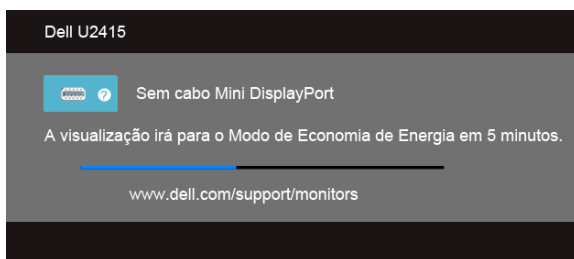 Dell U2415
Sem cabo Mini DisplayPort
A visualização irá para o Modo de Economia de Energia em 5 minutos.
www.dell.com/support/monitors